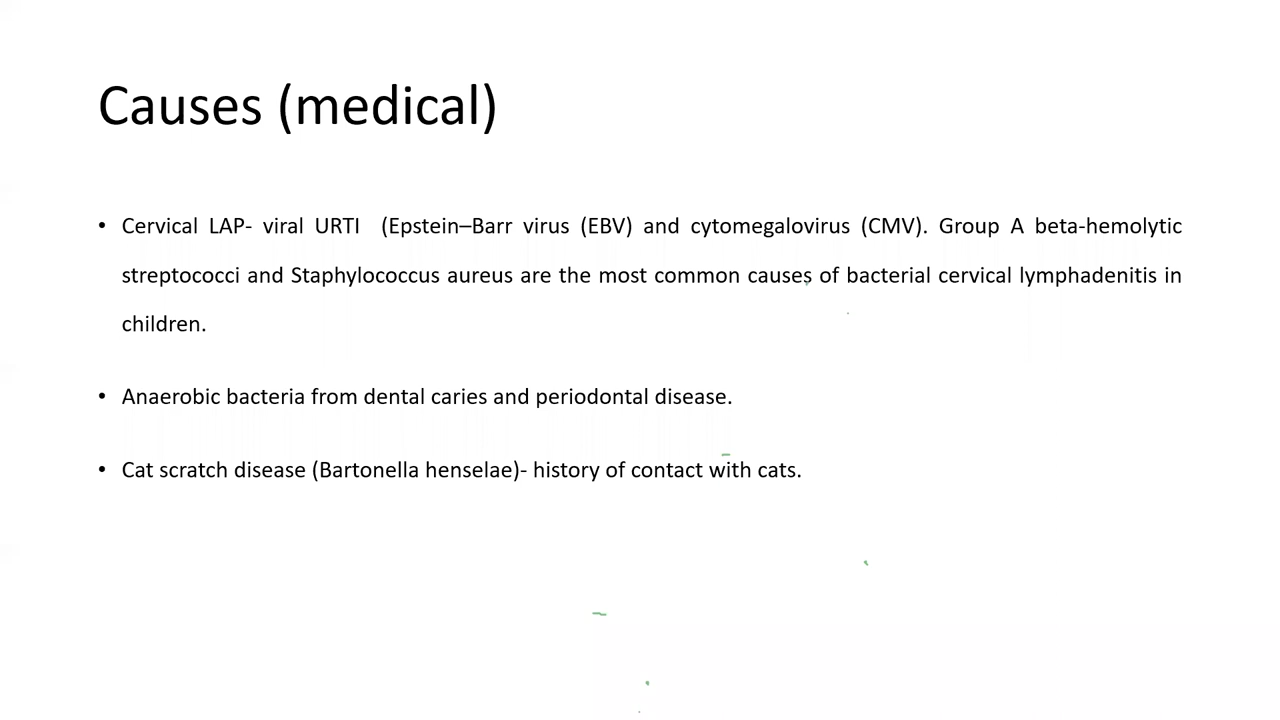 Causes (medical)
• Cervical LAP- viral URTI (Epstein–Barr virus (EBV) and cytomegalovirus (CMV). Group A beta-hemolytic
streptococci and Staphylococcus aureus are the most common causes of bacterial cervical lymphadenitis in
children.
• Anaerobic bacteria from dental caries and periodontal disease.
• Cat scratch disease (Bartonella henselae)- history of contact with cats.